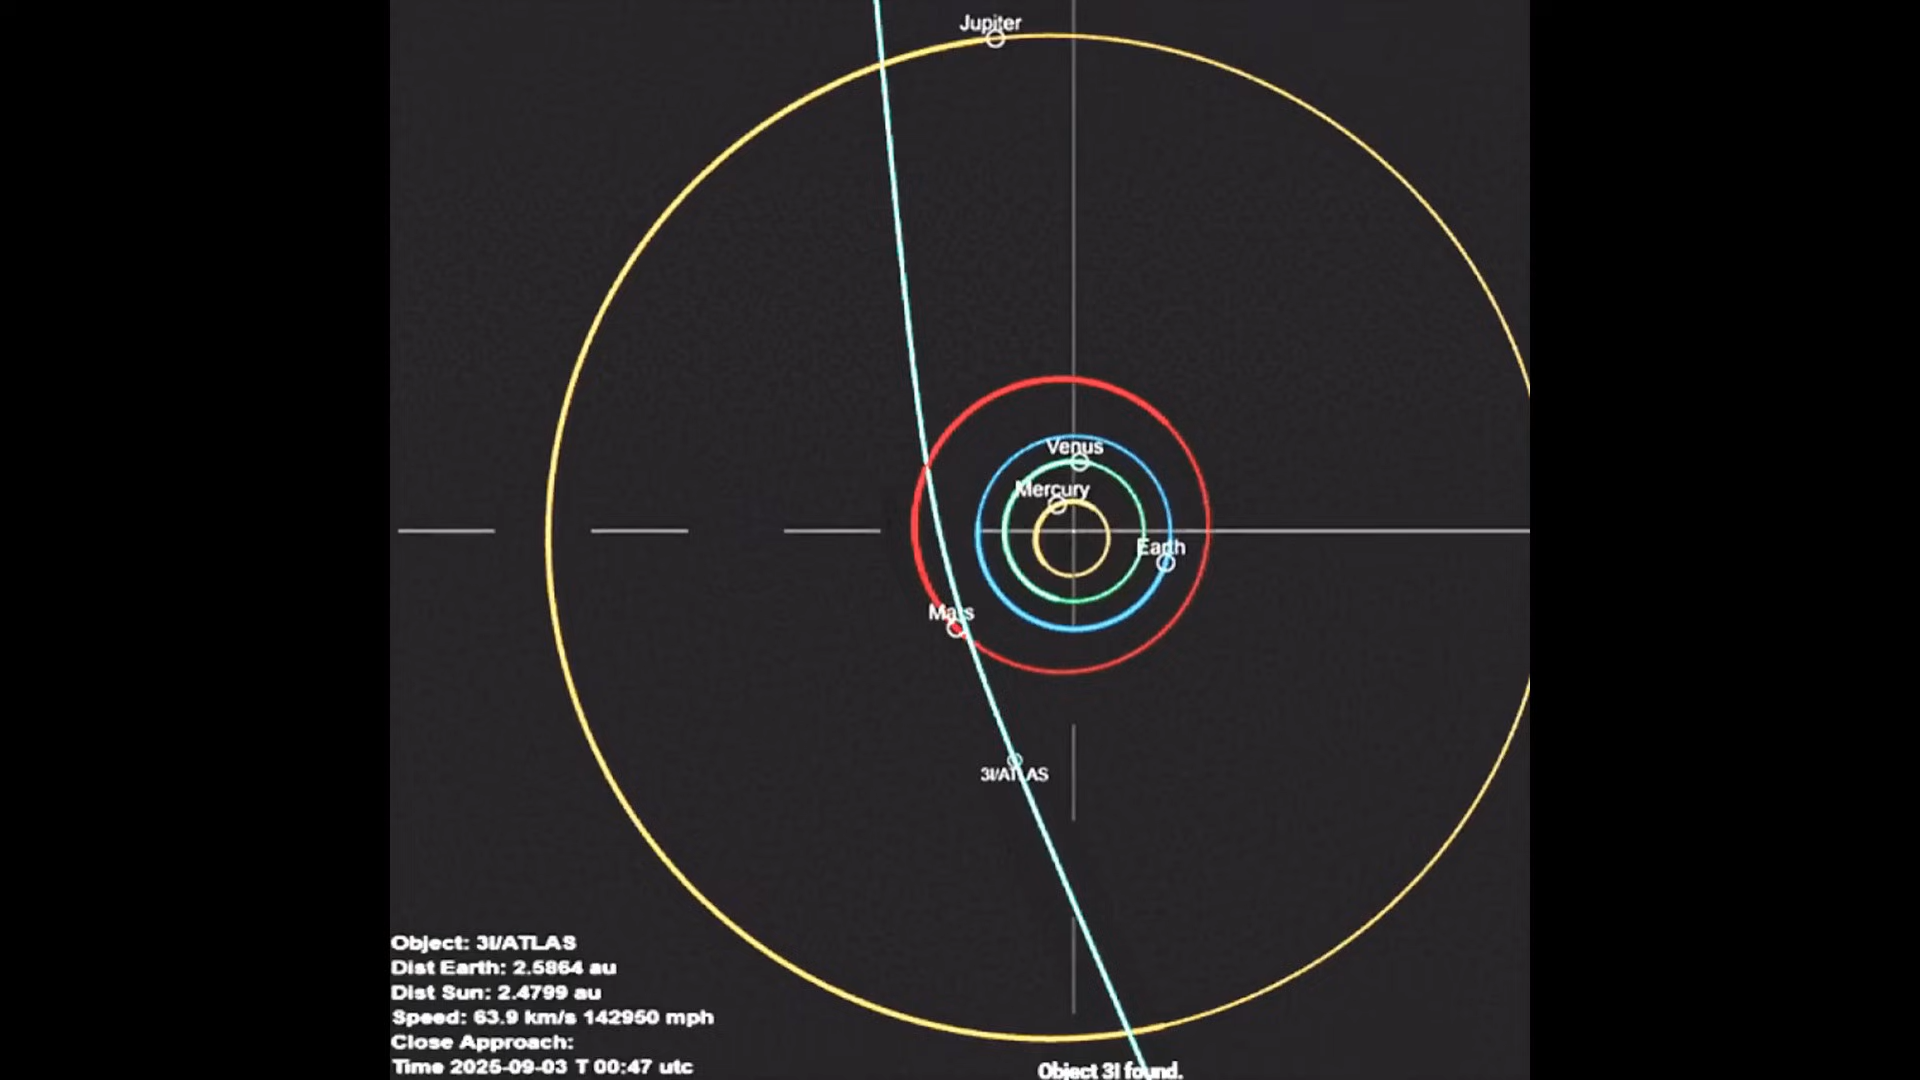 Jupiter
Venus
Mercury
Earth
Mars
3I/ATLAS
Object: 3I/ATLAS
Dist Earth: 2.5864 au
Dist Sun: 2.4799 au
Speed: 63.9 km/s 142950 mph
Close Approach:
Time 2025-09-03 T 00:47 utc
Object 3I found.